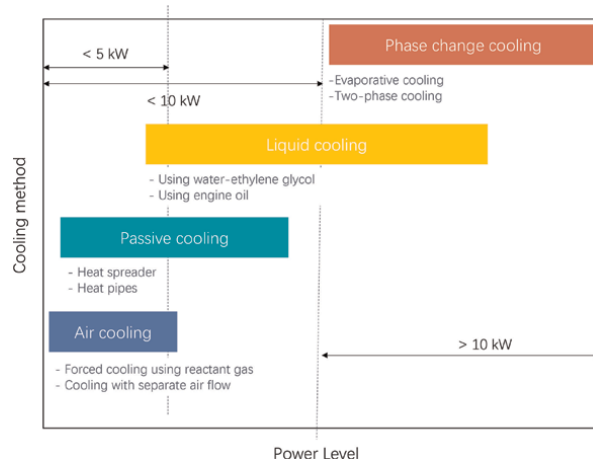 Phase change cooling
< 5 kW
- Evaporative cooling
- Two-phase cooling
< 10 kW
Liquid cooling
- Using water-ethylene glycol
- Using engine oil
Passive cooling
- Heat spreader
- Heat pipes
Air cooling
> 10 kW
- Forced cooling using reactant gas
- Cooling with separate air flow
Cooling method
Power Level